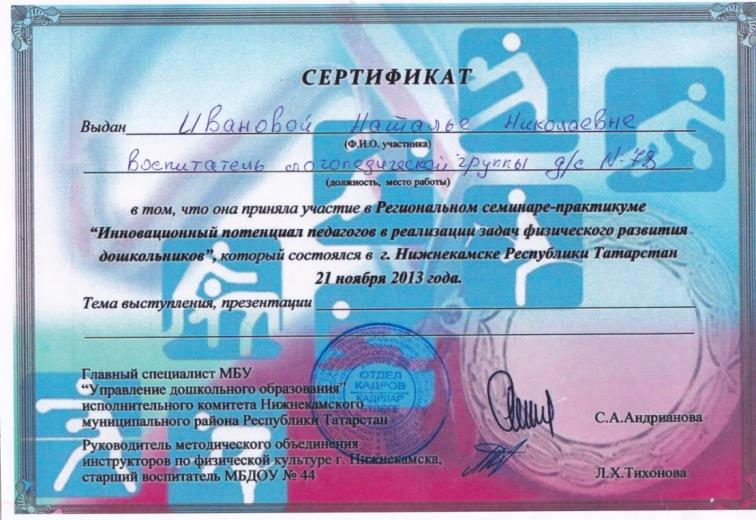 СЕРТИФИКАТ
Выдан Ивановой Наталье Николаевне
(Ф.И.О. участника)
Воспитатель логопедической группы д/с N-78
(должность, место работы)
в том, что она приняла участие в Региональном семинаре-практикуме
“Инновационный потенциал педагогов в реализации задач физического развития
дошкольников”, который состоялся в г. Нижнекамске Республики Татарстан
21 ноября 2013 года.
Тема выступления, презентации
Главный специалист МБУ
“Управление дошкольного образования”
исполнительного комитета Нижнекамского
муниципального района Республики Татарстан
С.А.Андрианова
Руководитель методического объединения
инструкторов по физической культуре г. Нижнекамска,
старший воспитатель МБДОУ № 44
Л.Х.Тихонова
ОТДЕЛ
КАДРОВ
КАДРЛАР
БҮЛЕГЕ